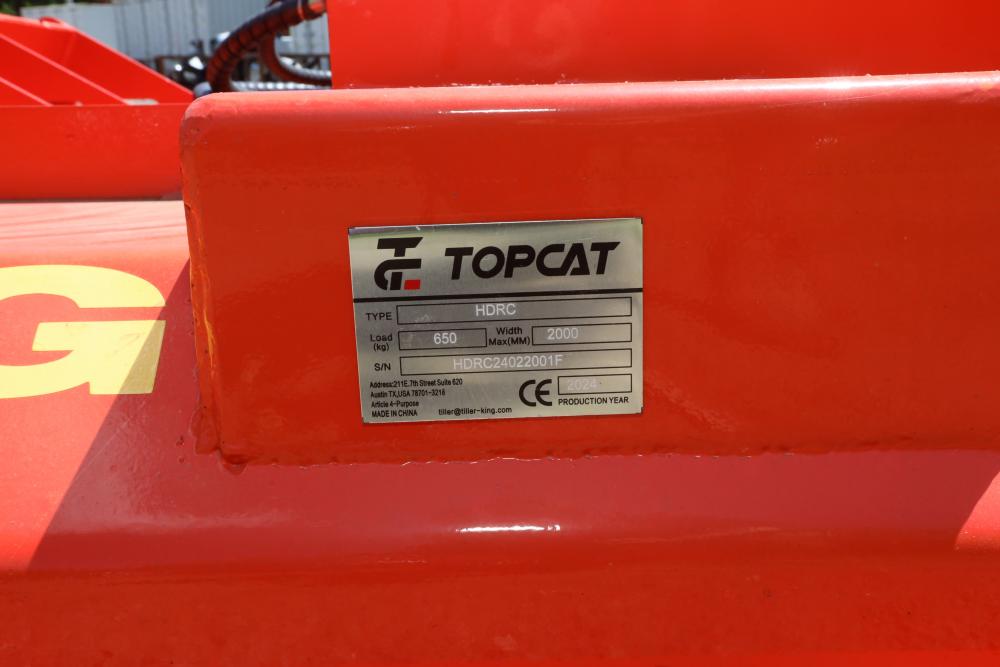 TOPCAT
TYPE HDRC
Load (kg) 650 Width Max(MM) 2000
S/N HDRC24022001F
Address:211E,7th Street Suite 620
Austin TX,USA 78701-3218
Article 4-Purpose
MADE IN CHINA tiller@tiller-king.com
CE 2024
PRODUCTION YEAR
G